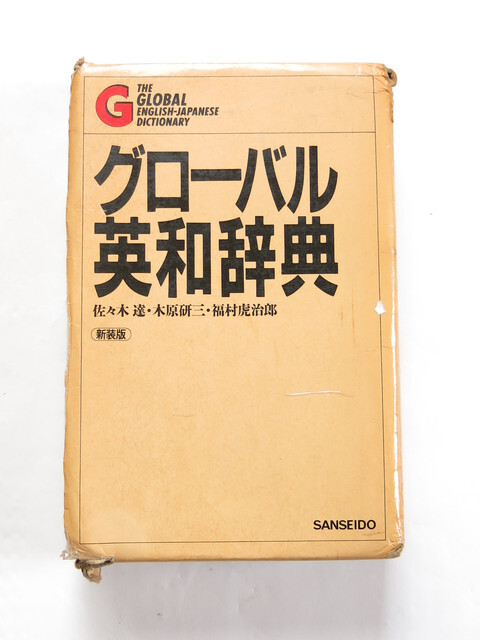 G
THE
GLOBAL
ENGLISH-JAPANESE
DICTIONARY
グローバル
英和辞典
佐々木 達・木原研三・福村虎治郎
新装版
SANSEIDO